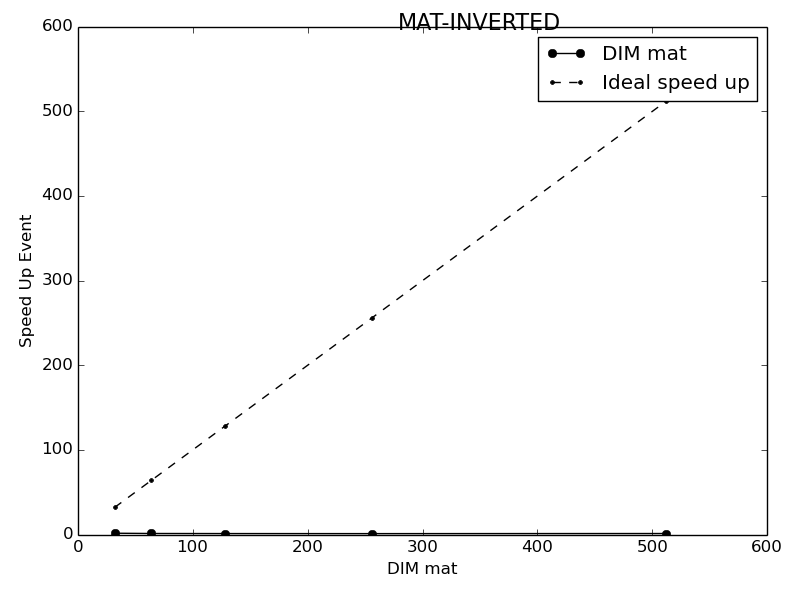 MAT-INVERTED
600
500
400
300
200
100
0
Speed Up Event
DIM mat
Ideal speed up
0 100 200 300 400 500 600
DIM mat